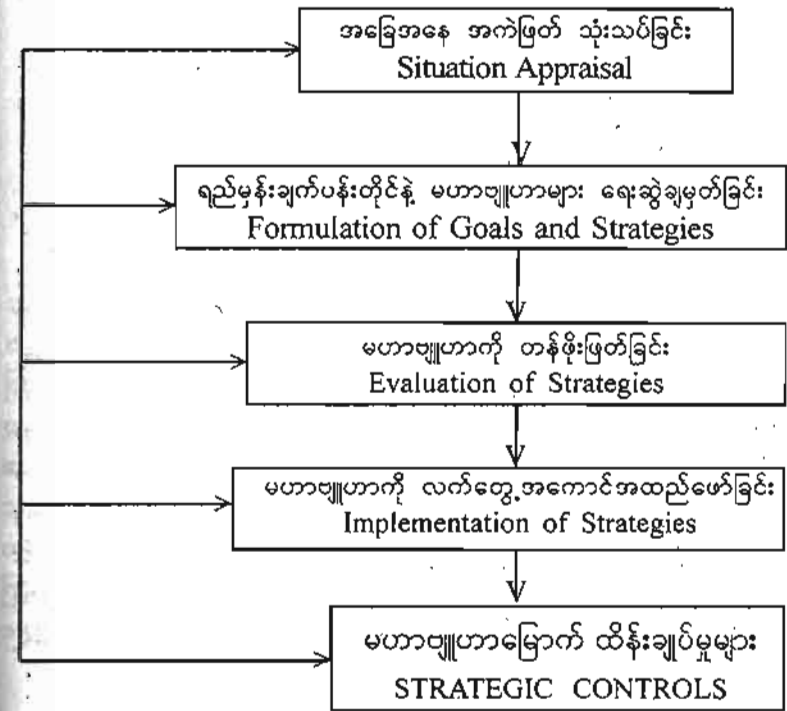 အခြေအနေ အကဲဖြတ် သုံးသပ်ခြင်း
Situation Appraisal
ရည်မှန်းချက်ပန်းတိုင်နဲ့ မဟာဗျူဟာများ ရေးဆွဲချမှတ်ခြင်း
Formulation of Goals and Strategies
မဟာဗျူဟာကို တန်ဖိုးဖြတ်ခြင်း
Evaluation of Strategies
မဟာဗျူဟာကို လက်တွေ့အကောင်အထည်ဖော်ခြင်း
Implementation of Strategies
မဟာဗျူဟာမြောက် ထိန်းချုပ်မှုများ
STRATEGIC CONTROLS